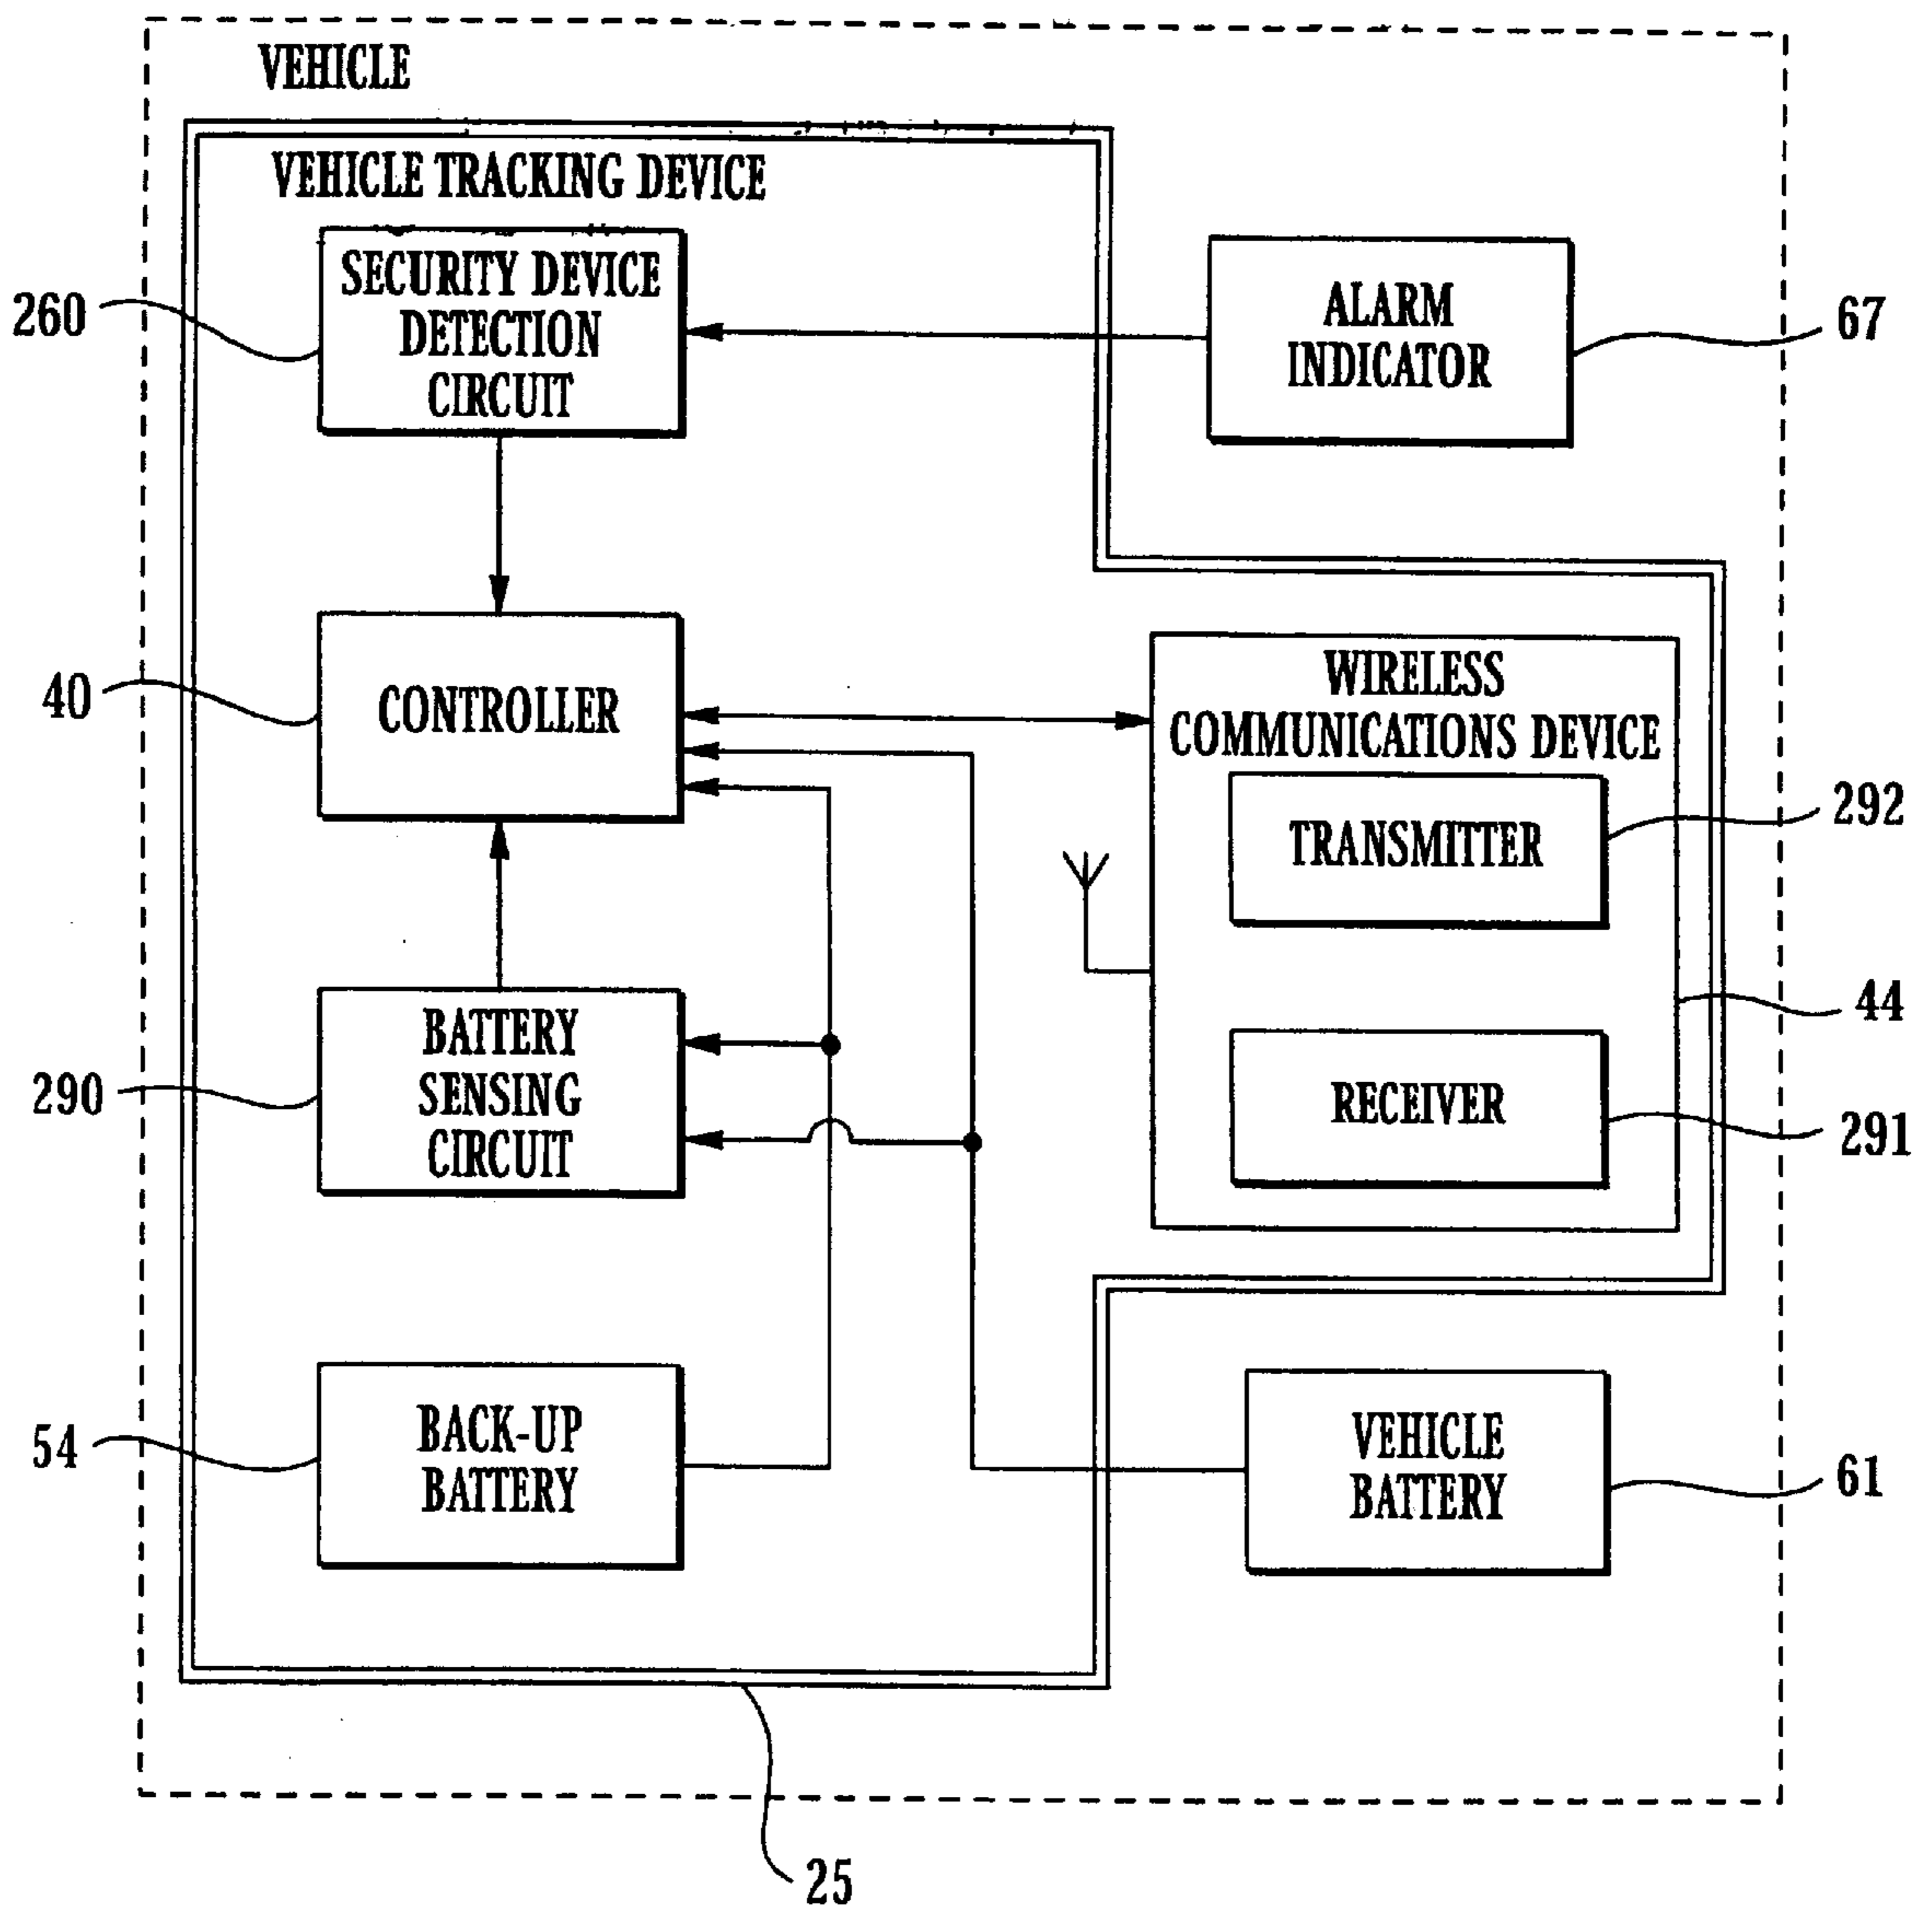 VEHICLE
VEHICLE TRACKING DEVICE
SECURITY DEVICE
DETECTION
CIRCUIT
260
ALARM
INDICATOR
67
CONTROLLER
40
WIRELESS
COMMUNICATIONS DEVICE
TRANSMITTER
292
44
BATTERY
SENSING
CIRCUIT
290
RECEIVER
291
BACK-UP
BATTERY
54
VEHICLE
BATTERY
61
25